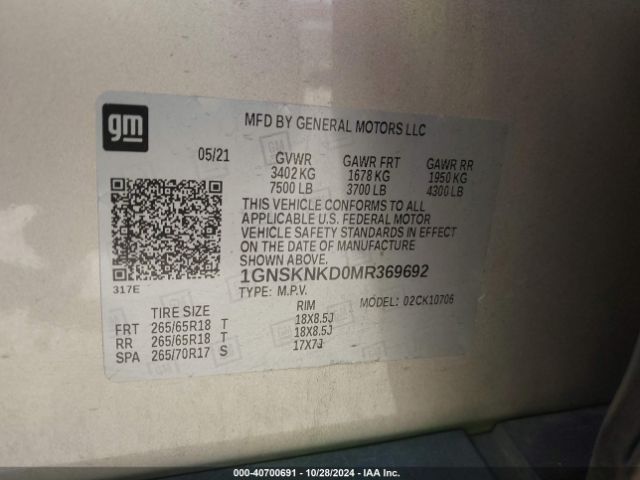 gm
MFD BY GENERAL MOTORS LLC
05/21 GVWR GAWR FRT GAWR RR
3402 KG 1678 KG 1950 KG
7500 LB 3700 LB 4300 LB
THIS VEHICLE CONFORMS TO ALL
APPLICABLE U.S. FEDERAL MOTOR
VEHICLE SAFETY STANDARDS IN EFFECT
ON THE DATE OF MANUFACTURE
SHOWN ABOVE.
317E
1GNSKNKD0MR369692
TYPE: M.P.V. MODEL: 02CK10706
TIRE SIZE RIM
FRT 265/65R18 T 18X8.5J
RR 265/65R18 T 18X8.5J
SPA 265/70R17 S 17X7J
000-40700691 - 10/28/2024 - IAA Inc.